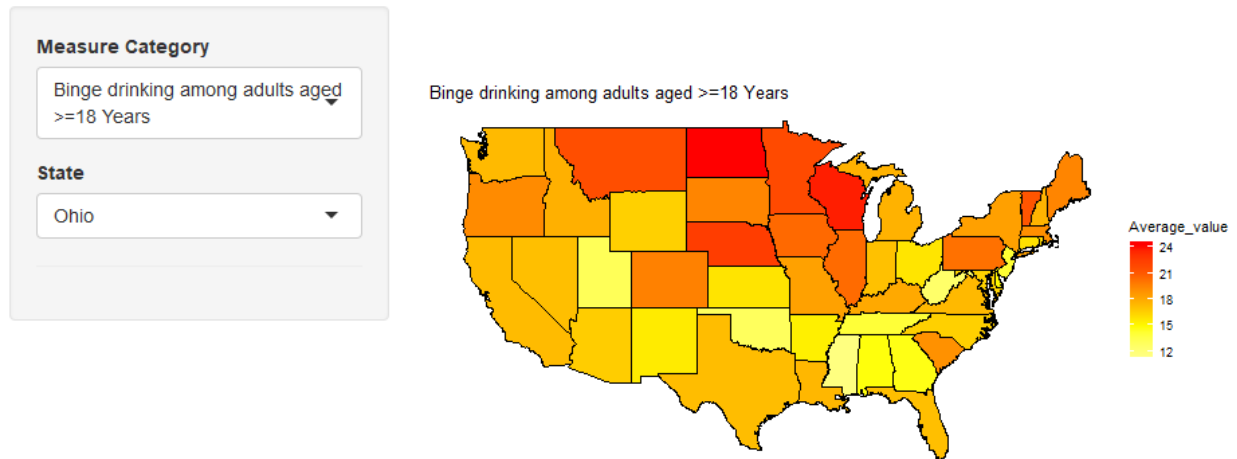 Measure Category
Binge drinking among adults aged
>=18 Years
State
Ohio
Binge drinking among adults aged >=18 Years
Average_value
24
21
18
15
12